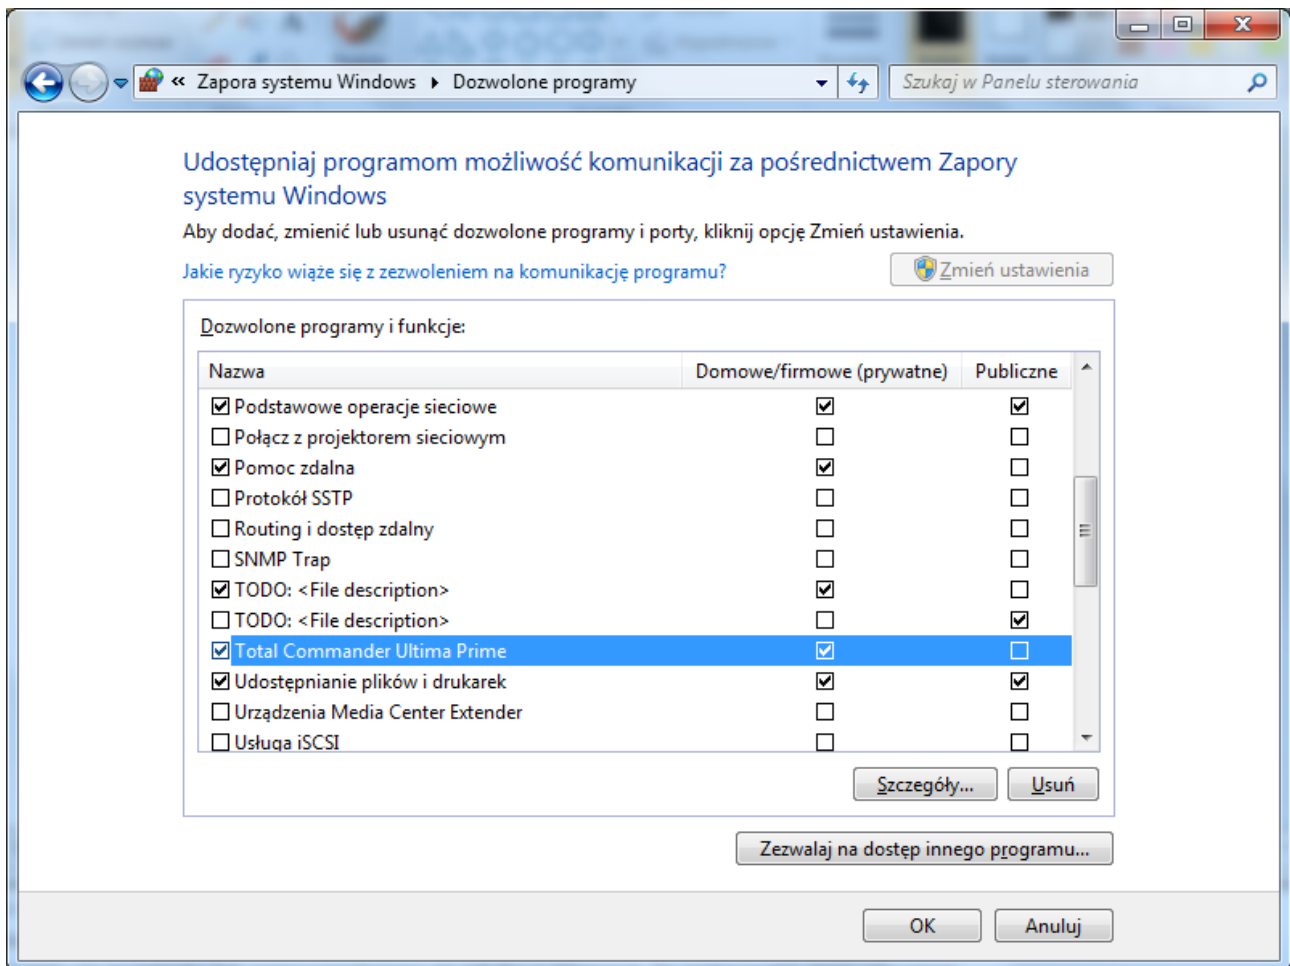 « Zapora systemu Windows ▸ Dozwolone programy
Szukaj w Panelu sterowania
Udostępniaj programom możliwość komunikacji za pośrednictwem Zapory
systemu Windows
Aby dodać, zmienić lub usunąć dozwolone programy i porty, kliknij opcję Zmień ustawienia.
Jakie ryzyko wiąże się z zezwoleniem na komunikację programu?
Zmień ustawienia
Dozwolone programy i funkcje:
Nazwa Domowe/firmowe (prywatne) Publiczne
Podstawowe operacje sieciowe
Połącz z projektorem sieciowym
Pomoc zdalna
Protokół SSTP
Routing i dostęp zdalny
SNMP Trap
TODO: <File description>
TODO: <File description>
Total Commander Ultima Prime
Udostępnianie plików i drukarek
Urządzenia Media Center Extender
Usługa iSCSI
Szczegóły... Usuń
Zezwalaj na dostęp innego programu...
OK Anuluj